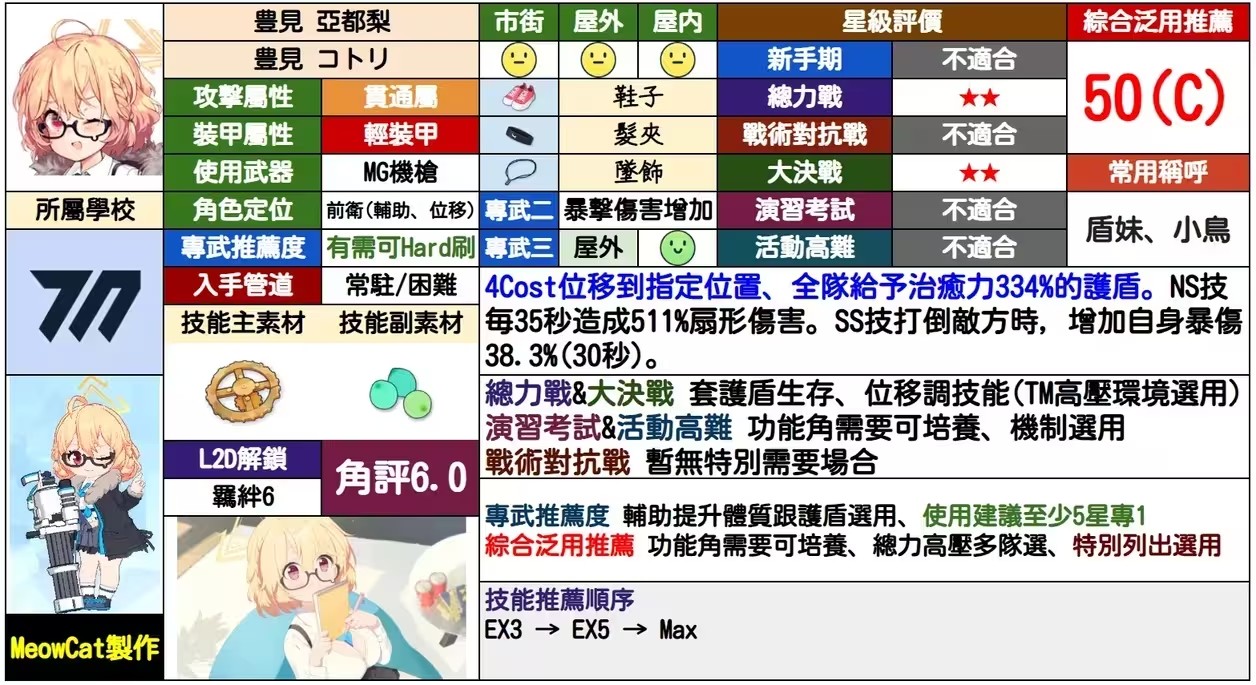 豊見 亞都梨
豊見 コトリ
市街 屋外 屋內
星級評價
綜合泛用推薦
新手期 不適合
50(C)
攻擊屬性 貫通屬
鞋子
總力戰 ★★
裝甲屬性 輕裝甲
髮夾
戰術對抗戰 不適合
使用武器 MG機槍
墜飾
大決戰 ★★
常用稱呼
所屬學校
角色定位 前衛(輔助、位移)
專武二 暴擊傷害增加
演習考試 不適合
盾妹、小鳥
專武推薦度 有需可Hard刷
專武三 屋外
活動高難 不適合
入手管道 常駐/困難
技能主素材 技能副素材
4Cost位移到指定位置、全隊給予治癒力334%的護盾。NS技
每35秒造成511%扇形傷害。SS技打倒敵方時, 增加自身暴傷
38.3%(30秒)。
總力戰&大決戰 套護盾生存、位移調技能(TM高壓環境選用)
演習考試&活動高難 功能角需要可培養、機制選用
戰術對抗戰 暫無特別需要場合
L2D解鎖
羈絆6
角評6.0
專武推薦度 輔助提升體質跟護盾選用、使用建議至少5星專1
綜合泛用推薦 功能角需要可培養、總力高壓多隊選、特別列出選用
技能推薦順序
EX3 → EX5 → Max
MeowCat製作